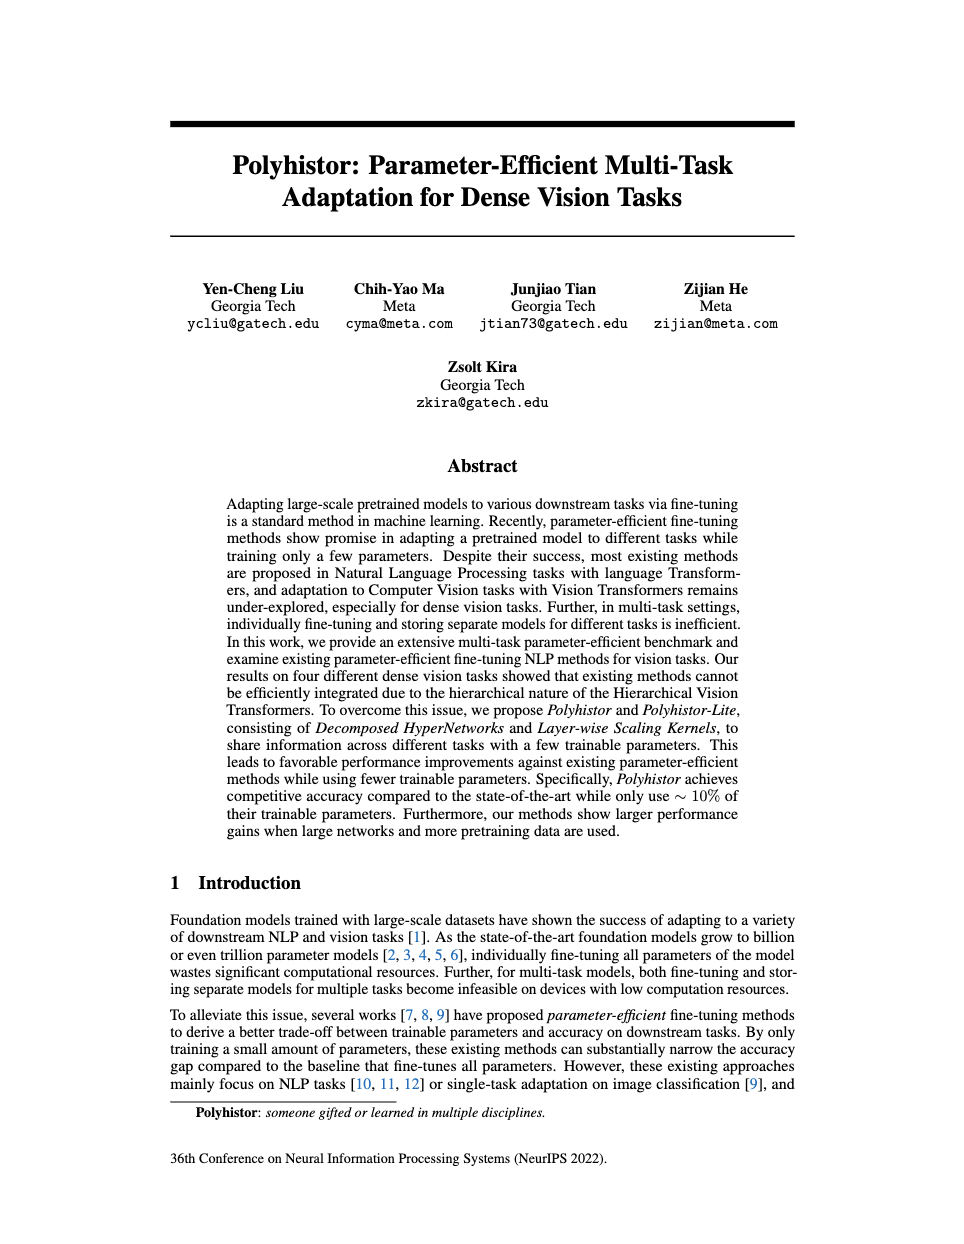 Polyhistor: Parameter-Efficient Multi-Task
Adaptation for Dense Vision Tasks
Yen-Cheng Liu
Georgia Tech
ycliu@gatech.edu
Chih-Yao Ma
Meta
cyma@meta.com
Junjiao Tian
Georgia Tech
jtian73@gatech.edu
Zijian He
Meta
zijian@meta.com
Zsolt Kira
Georgia Tech
zkira@gatech.edu
Abstract
Adapting large-scale pretrained models to various downstream tasks via fine-tuning
is a standard method in machine learning. Recently, parameter-efficient fine-tuning
methods show promise in adapting a pretrained model to different tasks while
training only a few parameters. Despite their success, most existing methods
are proposed in Natural Language Processing tasks with language Transform-
ers, and adaptation to Computer Vision tasks with Vision Transformers remains
under-explored, especially for dense vision tasks. Further, in multi-task settings,
individually fine-tuning and storing separate models for different tasks is inefficient.
In this work, we provide an extensive multi-task parameter-efficient benchmark and
examine existing parameter-efficient fine-tuning NLP methods for vision tasks. Our
results on four different dense vision tasks showed that existing methods cannot
be efficiently integrated due to the hierarchical nature of the Hierarchical Vision
Transformers. To overcome this issue, we propose Polyhistor and Polyhistor-Lite,
consisting of Decomposed HyperNetworks and Layer-wise Scaling Kernels, to
share information across different tasks with a few trainable parameters. This
leads to favorable performance improvements against existing parameter-efficient
methods while using fewer trainable parameters. Specifically, Polyhistor achieves
competitive accuracy compared to the state-of-the-art while only use ∼ 10% of
their trainable parameters. Furthermore, our methods show larger performance
gains when large networks and more pretraining data are used.
1 Introduction
Foundation models trained with large-scale datasets have shown the success of adapting to a variety
of downstream NLP and vision tasks [1]. As the state-of-the-art foundation models grow to billion
or even trillion parameter models [2, 3, 4, 5, 6], individually fine-tuning all parameters of the model
wastes significant computational resources. Further, for multi-task models, both fine-tuning and stor-
ing separate models for multiple tasks become infeasible on devices with low computation resources.
To alleviate this issue, several works [7, 8, 9] have proposed parameter-efficient fine-tuning methods
to derive a better trade-off between trainable parameters and accuracy on downstream tasks. By only
training a small amount of parameters, these existing methods can substantially narrow the accuracy
gap compared to the baseline that fine-tunes all parameters. However, these existing approaches
mainly focus on NLP tasks [10, 11, 12] or single-task adaptation on image classification [9], and
Polyhistor: someone gifted or learned in multiple disciplines.
36th Conference on Neural Information Processing Systems (NeurIPS 2022).